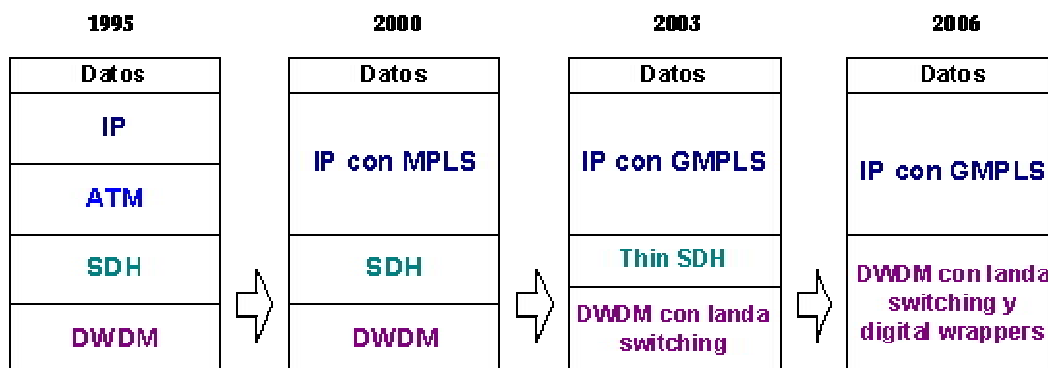 1995
Datos
IP
ATM
SDH
DWDM
2000
Datos
IP con MPLS
SDH
DWDM
2003
Datos
IP con GMPLS
Thin SDH
DWDM con landa
switching
2006
Datos
IP con GMPLS
DWDM con landa
switching y
digital wrappers